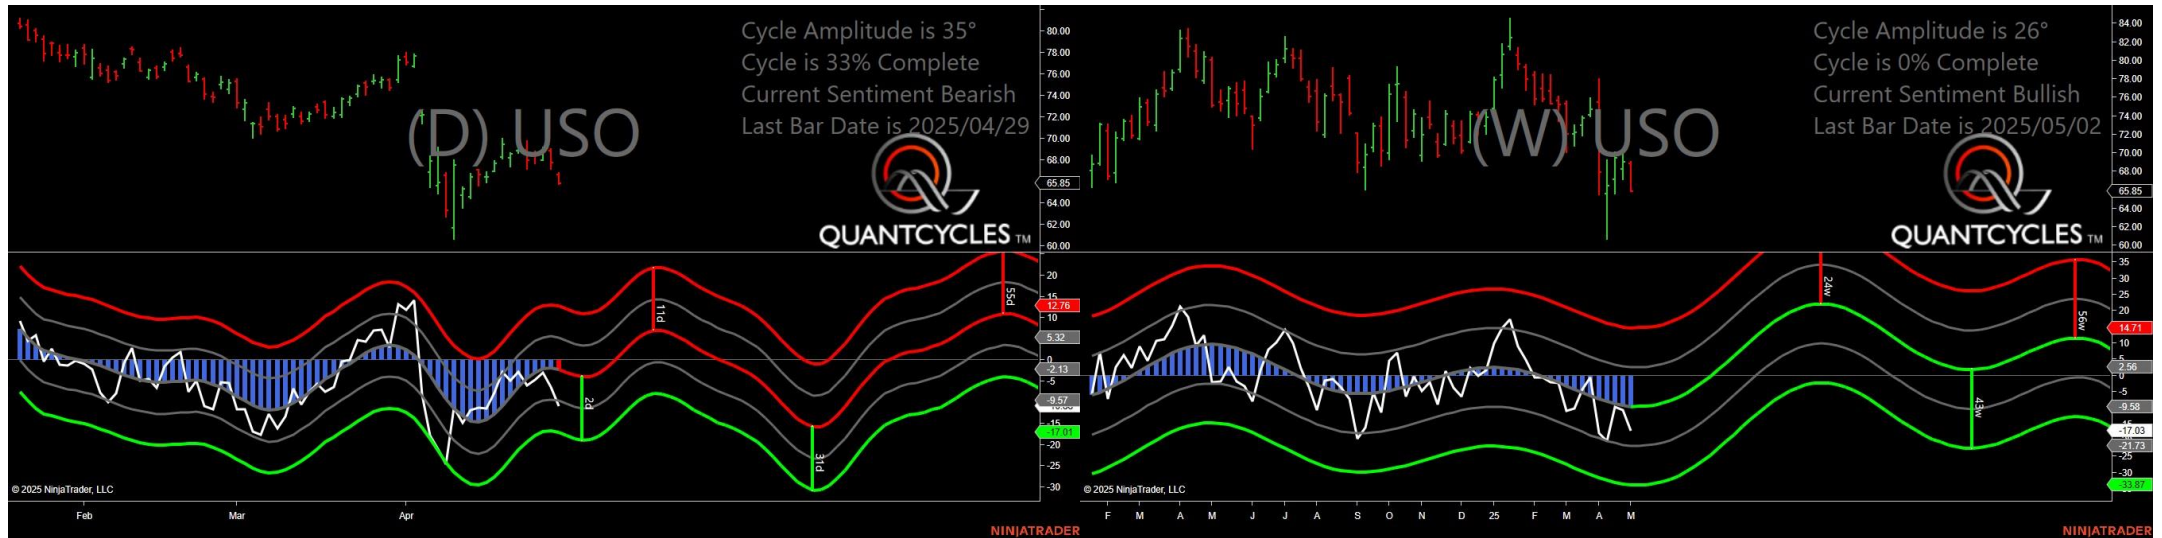 Cycle Amplitude is 35°
Cycle is 33% Complete
Current Sentiment Bearish
Last Bar Date is 2025/04/29
(D) USO
QUANTCYCLES TM
80.00
78.00
76.00
74.00
72.00
70.00
68.00
65.85
64.00
62.00
60.00
20
15
12.76
10
5.32
0
-2.13
-5
-9.57
-17.01
-20
-25
-30
2d
11d
31d
55d
© 2025 NinjaTrader, LLC
Feb
Mar
Apr
NINJATRADER
Cycle Amplitude is 26°
Cycle is 0% Complete
Current Sentiment Bullish
Last Bar Date is 2025/05/02
(W) USO
QUANTCYCLES TM
84.00
82.00
80.00
78.00
76.00
74.00
72.00
70.00
68.00
65.85
64.00
62.00
60.00
35
30
25
20
14.71
10
5
2.56
0
-5
-9.58
-17.03
-21.73
-25
-30
-33.87
24w
43w
56w
© 2025 NinjaTrader, LLC
F
M
A
M
J
J
A
S
O
N
D
25
F
M
A
M
NINJATRADER